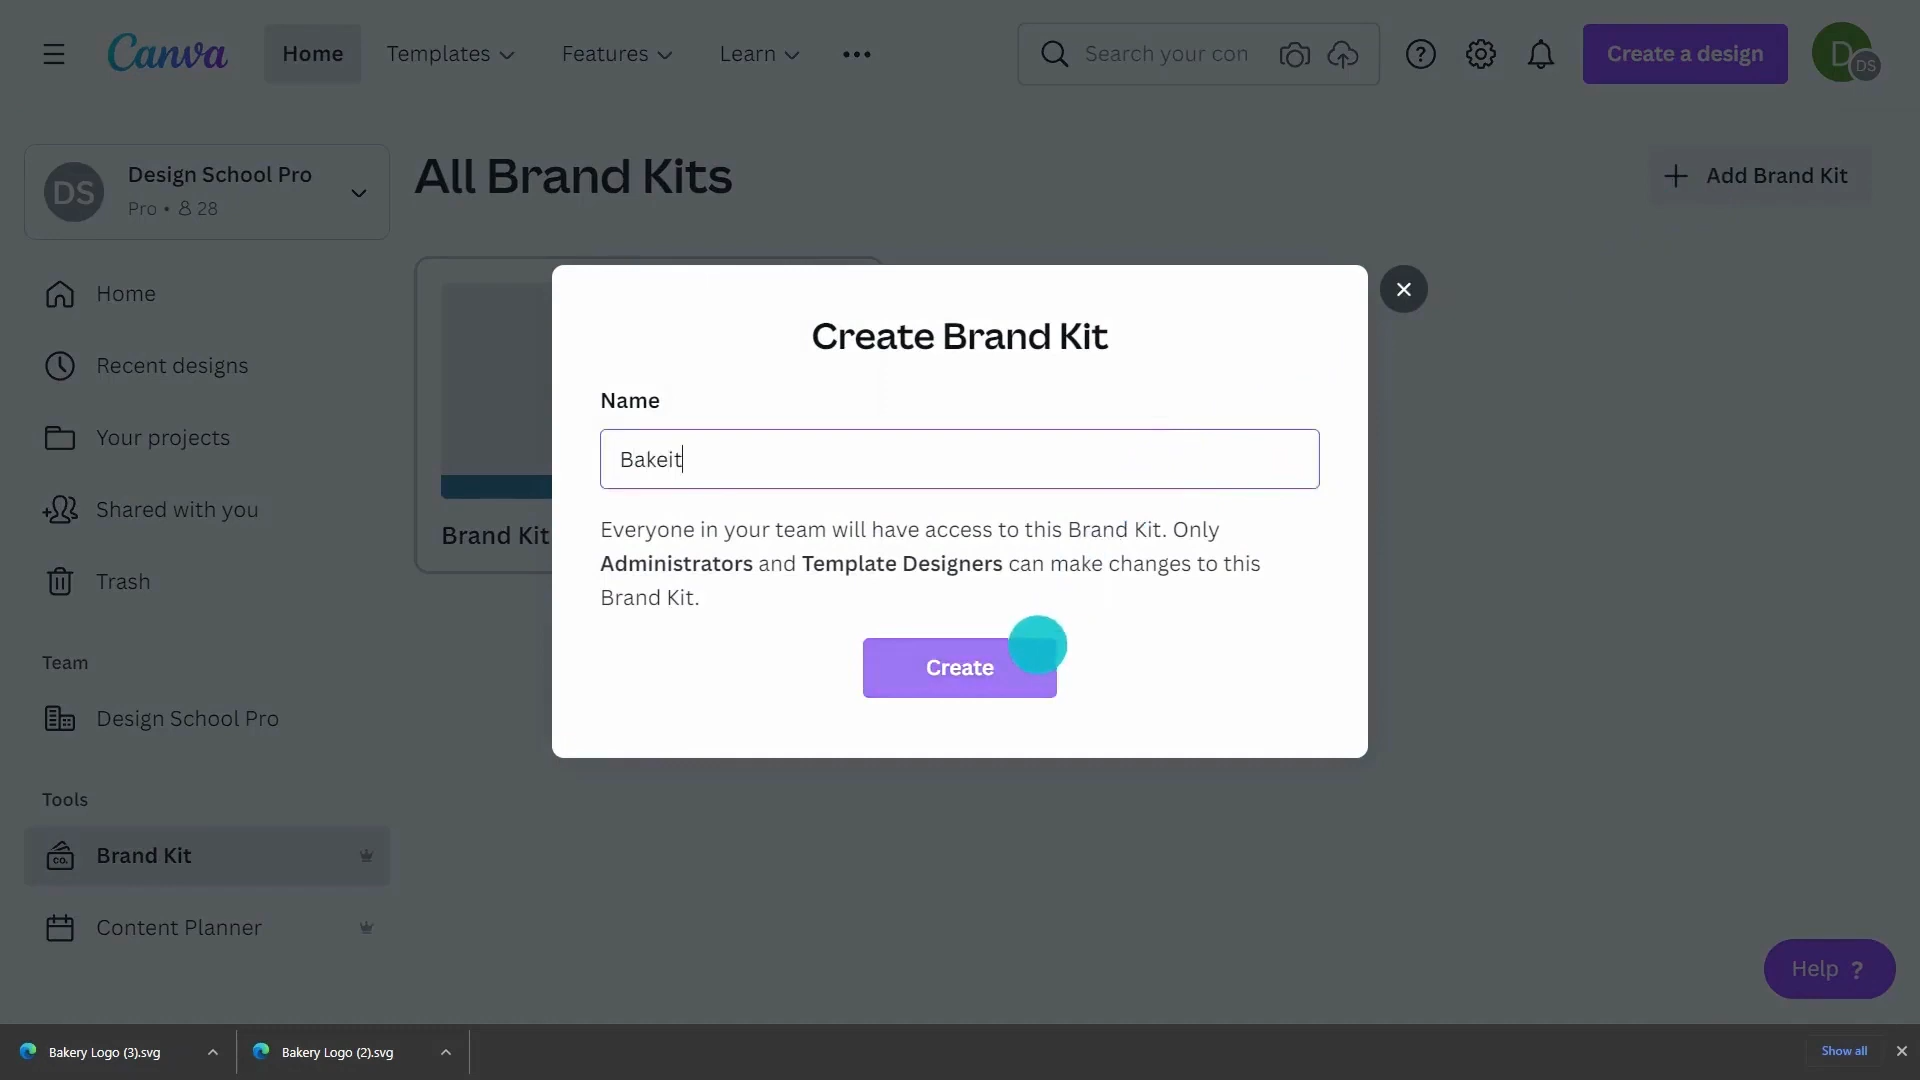 Canva
Home
Templates
Features
Learn
•••
Search your con
Create a design
D
DS
DS
Design School Pro
Pro • 28
All Brand Kits
Add Brand Kit
Home
Recent designs
Your projects
Shared with you
Trash
Team
Design School Pro
Tools
CO.
Brand Kit
Content Planner
Brand Kit
Create Brand Kit
Name
Bakeit
Everyone in your team will have access to this Brand Kit. Only
Administrators and Template Designers can make changes to this
Brand Kit.
Create
Help ?
Bakery Logo (3).svg
Bakery Logo (2).svg
Show all